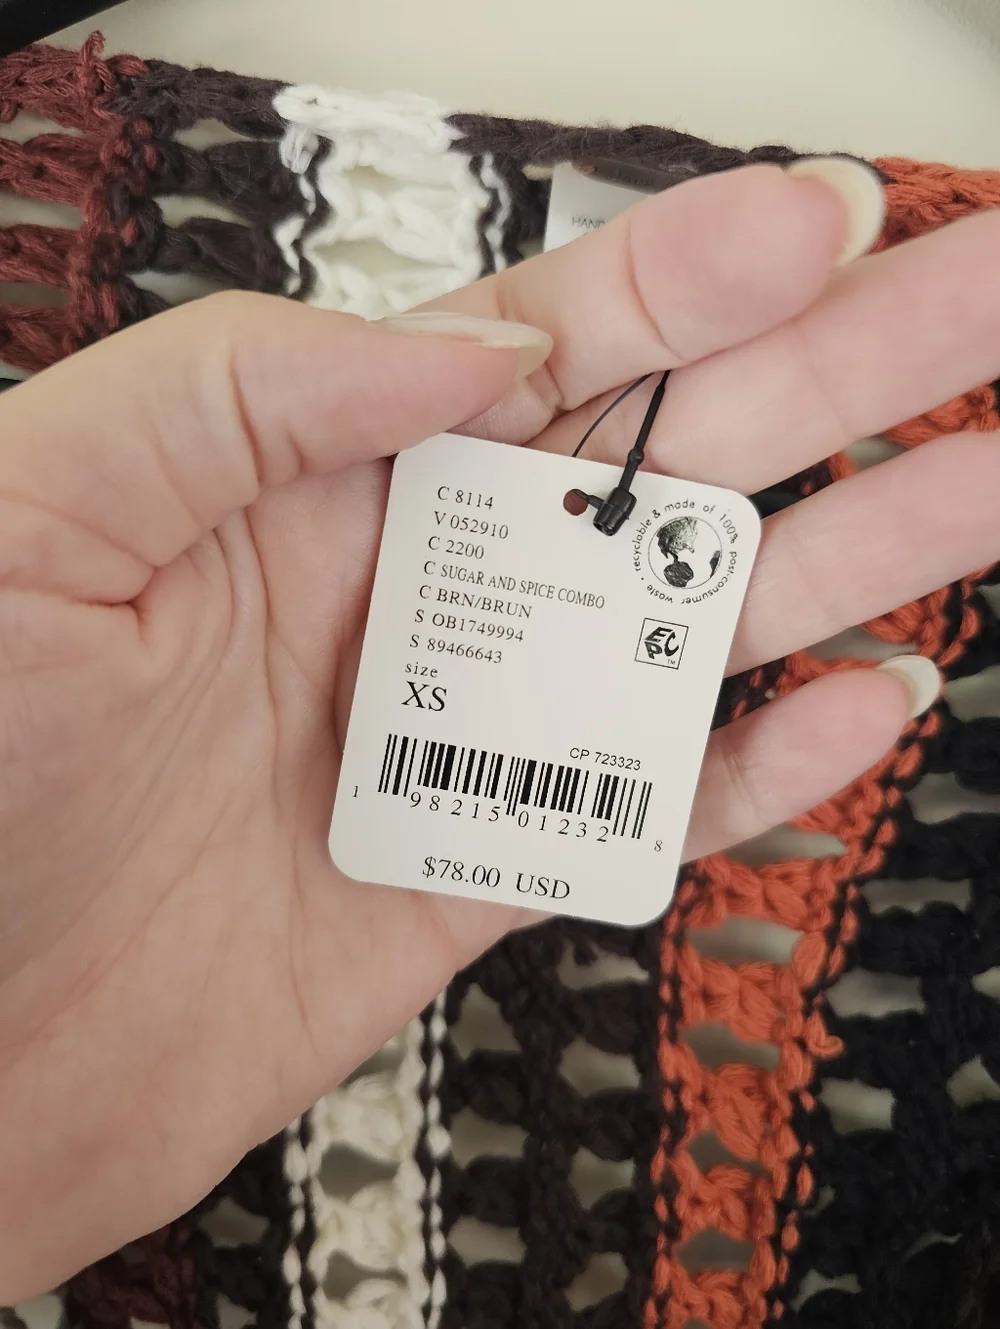 C 8114
V 052910
C 2200
C SUGAR AND SPICE COMBO
C BRN/BRUN
S OB1749994
S 89466643
size
XS
recyclable & made of 100% post-consumer waste •
EPC
TM
CP 723323
1 98215 01232 8
$78.00 USD